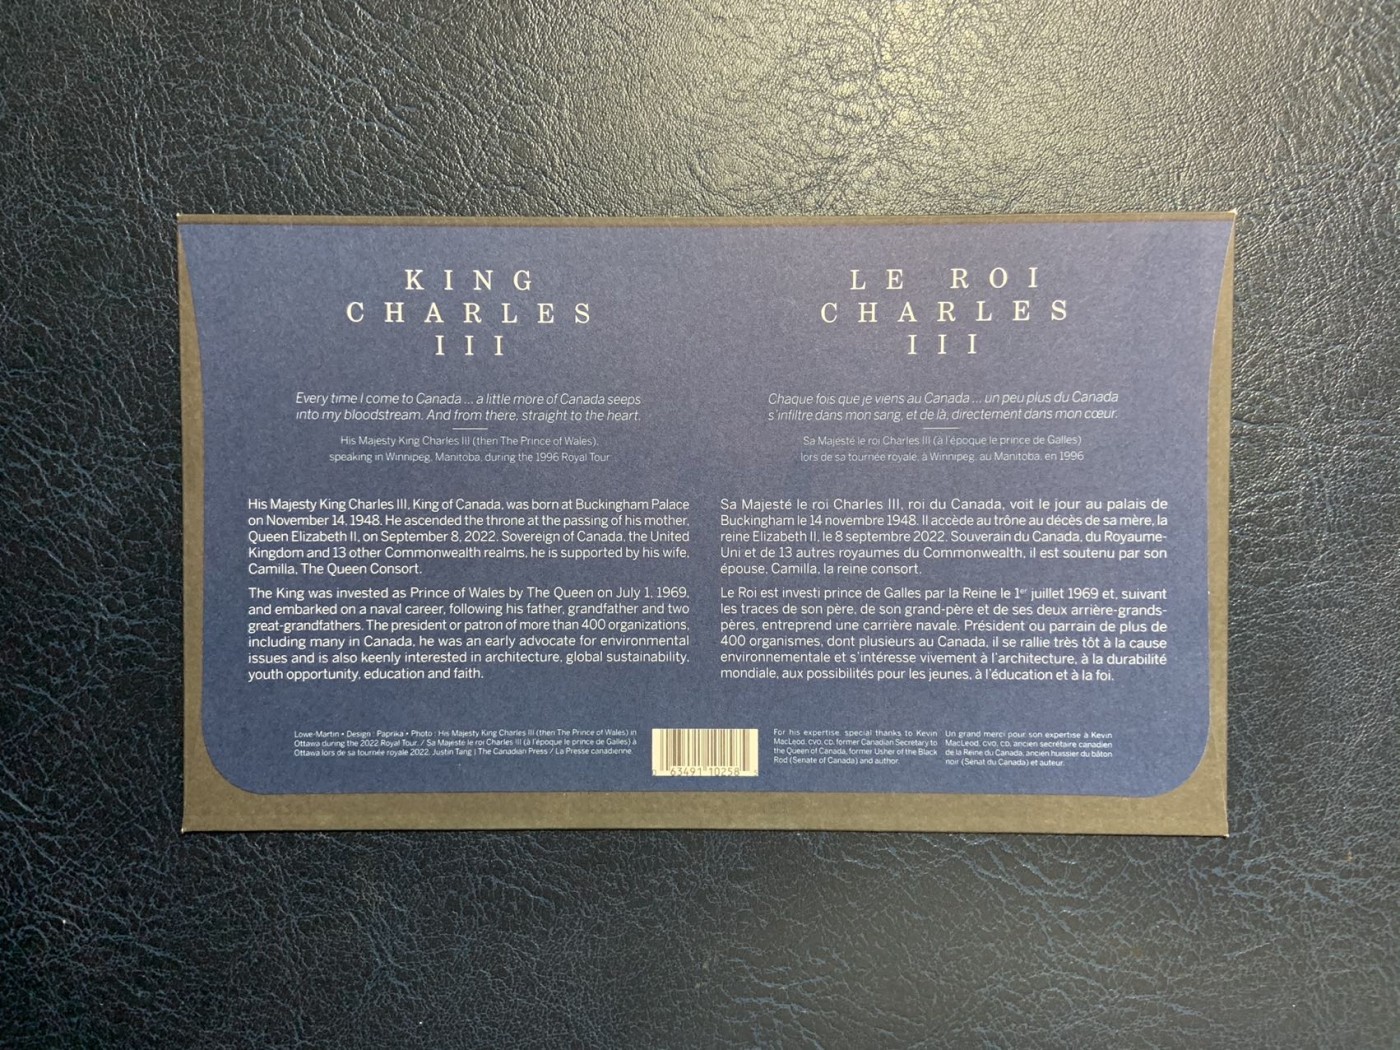 KING
CHARLES
III
Every time I come to Canada ... a little more of Canada seeps
into my bloodstream. And from there, straight to the heart.
His Majesty King Charles III (then The Prince of Wales),
speaking in Winnipeg, Manitoba, during the 1996 Royal Tour
His Majesty King Charles III, King of Canada, was born at Buckingham Palace
on November 14, 1948. He ascended the throne at the passing of his mother,
Queen Elizabeth II, on September 8, 2022. Sovereign of Canada, the United
Kingdom and 13 other Commonwealth realms, he is supported by his wife,
Camilla, The Queen Consort.
The King was invested as Prince of Wales by The Queen on July 1, 1969,
and embarked on a naval career, following his father, grandfather and two
great-grandfathers. The president or patron of more than 400 organizations,
including many in Canada, he was an early advocate for environmental
issues and is also keenly interested in architecture, global sustainability,
youth opportunity, education and faith.
LE ROI
CHARLES
III
Chaque fois que je viens au Canada ... un peu plus du Canada
s'infiltre dans mon sang, et de là, directement dans mon cœur.
Sa Majesté le roi Charles III (à l'époque le prince de Galles)
lors de sa tournée royale, à Winnipeg, au Manitoba, en 1996
Sa Majesté le roi Charles III, roi du Canada, voit le jour au palais de
Buckingham le 14 novembre 1948. Il accède au trône au décès de sa mère, la
reine Elizabeth II, le 8 septembre 2022. Souverain du Canada, du Royaume-
Uni et de 13 autres royaumes du Commonwealth, il est soutenu par son
épouse, Camilla, la reine consort.
Le Roi est investi prince de Galles par la Reine le 1er juillet 1969 et, suivant
les traces de son père, de son grand-père et de ses deux arrière-grands-
pères, entreprend une carrière navale. Président ou parrain de plus de
400 organismes, dont plusieurs au Canada, il se rallie très tôt à la cause
environnementale et s'intéresse vivement à l'architecture, à la durabilité
mondiale, aux possibilités pour les jeunes, à l'éducation et à la foi.
Lowe-Martin • Design : Paprika • Photo : His Majesty King Charles III (then The Prince of Wales) in
Ottawa during the 2022 Royal Tour. / Sa Majesté le roi Charles III (à l'époque le prince de Galles) à
Ottawa lors de sa tournée royale 2022. Justin Tang | The Canadian Press / La Presse canadienne
63491 10258
For his expertise, special thanks to Kevin
MacLeod, CVO, CD, former Canadian Secretary to
the Queen of Canada, former Usher of the Black
Rod (Senate of Canada) and author.
Un grand merci pour son expertise à Kevin
MacLeod, CVO, CD, ancien secrétaire canadien
de la Reine du Canada, ancien huissier du bâton
noir (Sénat du Canada) et auteur.